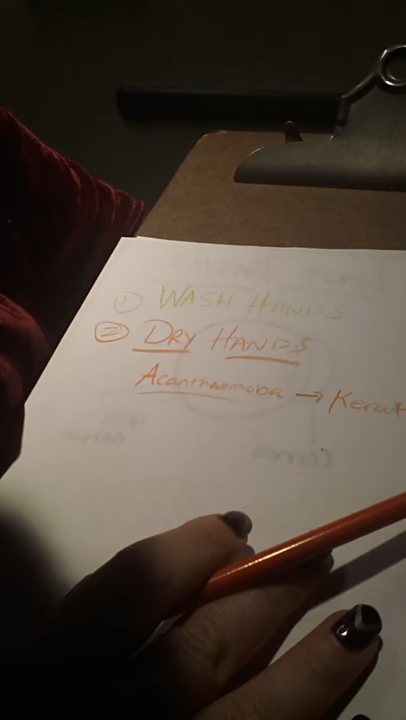 ① WASH HANDS
② DRY HANDS
Acanthaemoba → Kerat